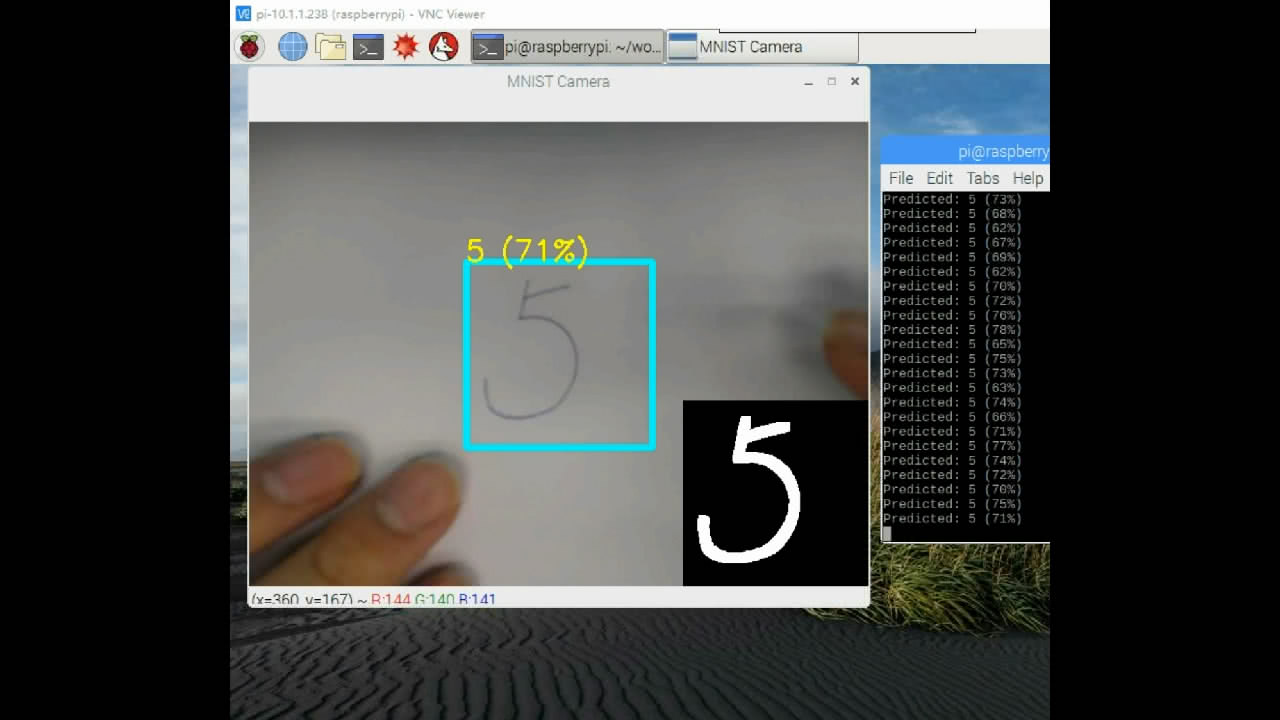 pi-10.1.1.238 (raspberrypi) - VNC Viewer
pi@raspberrypi: ~/wo...
MNIST Camera
MNIST Camera
5 (71%)
5
5
(x=360, y=167) ~ R:144 G:140 B:141
pi@raspberry
File Edit Tabs Help
Predicted: 5 (73%)
Predicted: 5 (68%)
Predicted: 5 (62%)
Predicted: 5 (67%)
Predicted: 5 (69%)
Predicted: 5 (62%)
Predicted: 5 (70%)
Predicted: 5 (72%)
Predicted: 5 (76%)
Predicted: 5 (78%)
Predicted: 5 (65%)
Predicted: 5 (75%)
Predicted: 5 (73%)
Predicted: 5 (63%)
Predicted: 5 (74%)
Predicted: 5 (66%)
Predicted: 5 (71%)
Predicted: 5 (77%)
Predicted: 5 (74%)
Predicted: 5 (72%)
Predicted: 5 (70%)
Predicted: 5 (75%)
Predicted: 5 (71%)